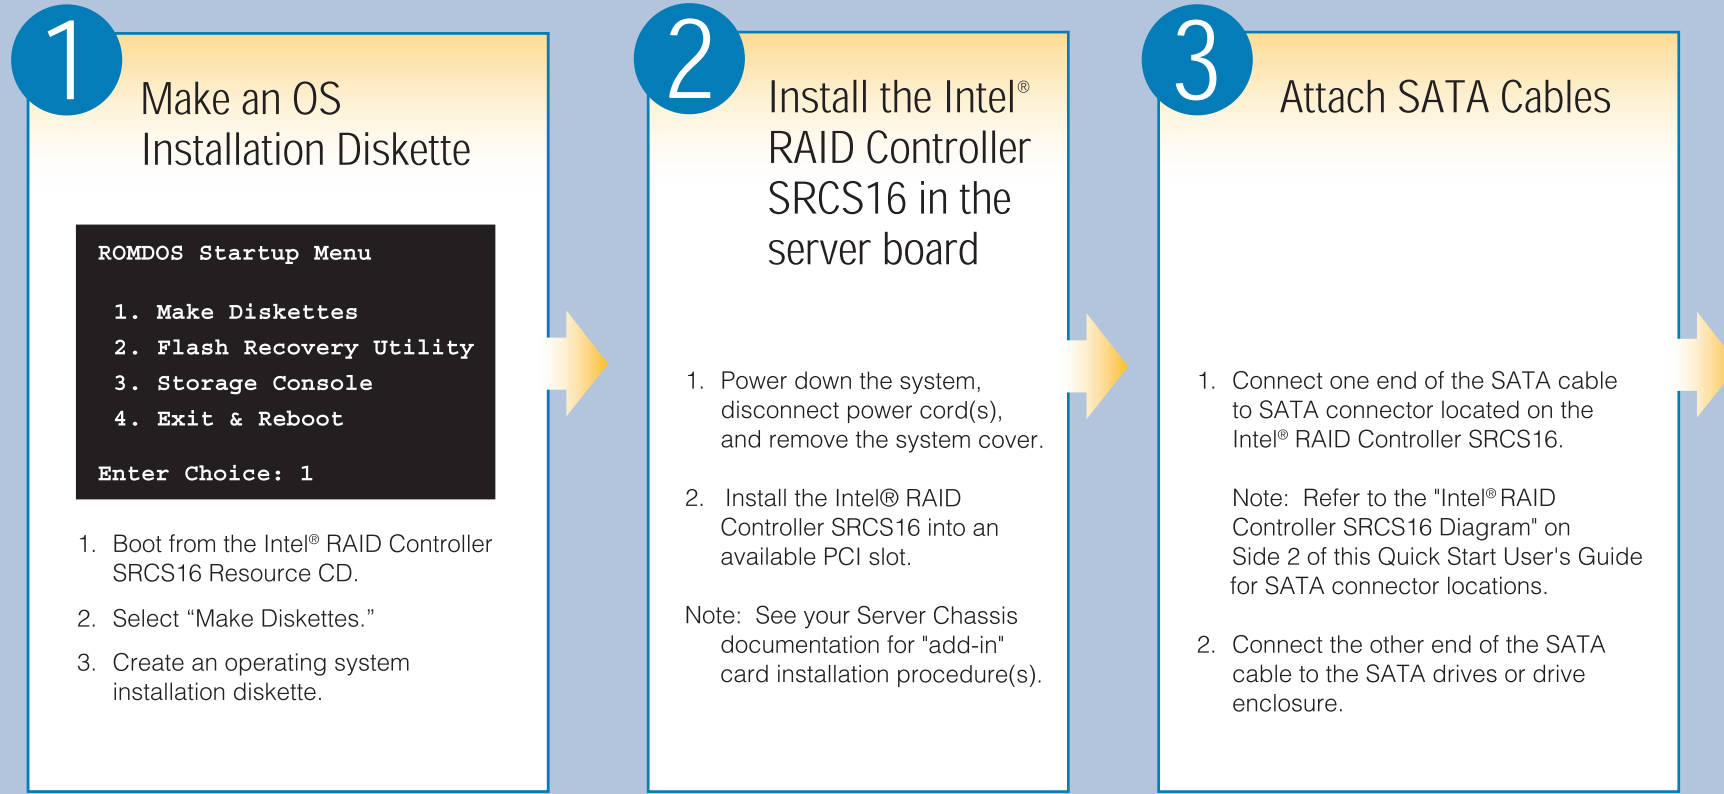 1
Make an OS
Installation Diskette
ROMDOS Startup Menu
1. Make Diskettes
2. Flash Recovery Utility
3. Storage Console
4. Exit & Reboot
Enter Choice: 1
1. Boot from the Intel® RAID Controller
SRCS16 Resource CD.
2. Select “Make Diskettes.”
3. Create an operating system
installation diskette.
2
Install the Intel®
RAID Controller
SRCS16 in the
server board
1. Power down the system,
disconnect power cord(s),
and remove the system cover.
2. Install the Intel® RAID
Controller SRCS16 into an
available PCI slot.
Note: See your Server Chassis
documentation for "add-in"
card installation procedure(s).
3
Attach SATA Cables
1. Connect one end of the SATA cable
to SATA connector located on the
Intel® RAID Controller SRCS16.
Note: Refer to the "Intel® RAID
Controller SRCS16 Diagram" on
Side 2 of this Quick Start User's Guide
for SATA connector locations.
2. Connect the other end of the SATA
cable to the SATA drives or drive
enclosure.